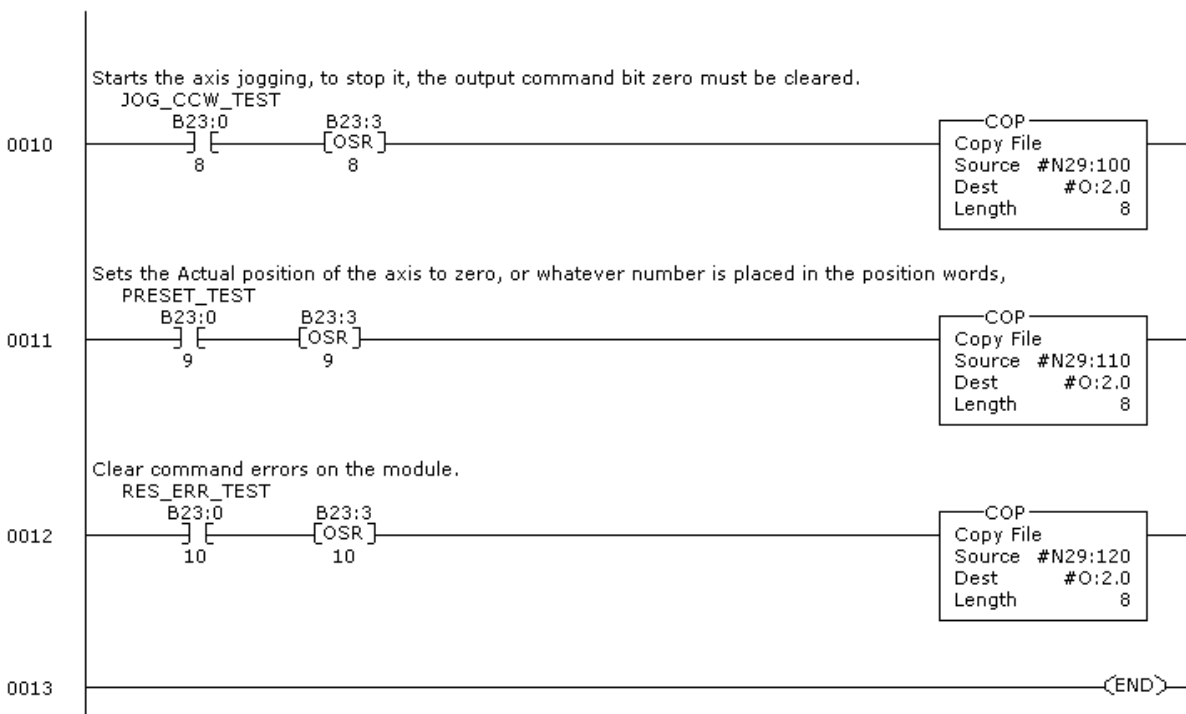 Starts the axis jogging, to stop it, the output command bit zero must be cleared.
JOG_CCW_TEST
B23:0 B23:3 COP
0010 OSR Copy File
8 8 Source #N29:100
Dest #O:2.0
Length 8
Sets the Actual position of the axis to zero, or whatever number is placed in the position words,
PRESET_TEST
B23:0 B23:3 COP
0011 OSR Copy File
9 9 Source #N29:110
Dest #O:2.0
Length 8
Clear command errors on the module.
RES_ERR_TEST
B23:0 B23:3 COP
0012 OSR Copy File
10 10 Source #N29:120
Dest #O:2.0
Length 8
0013 END